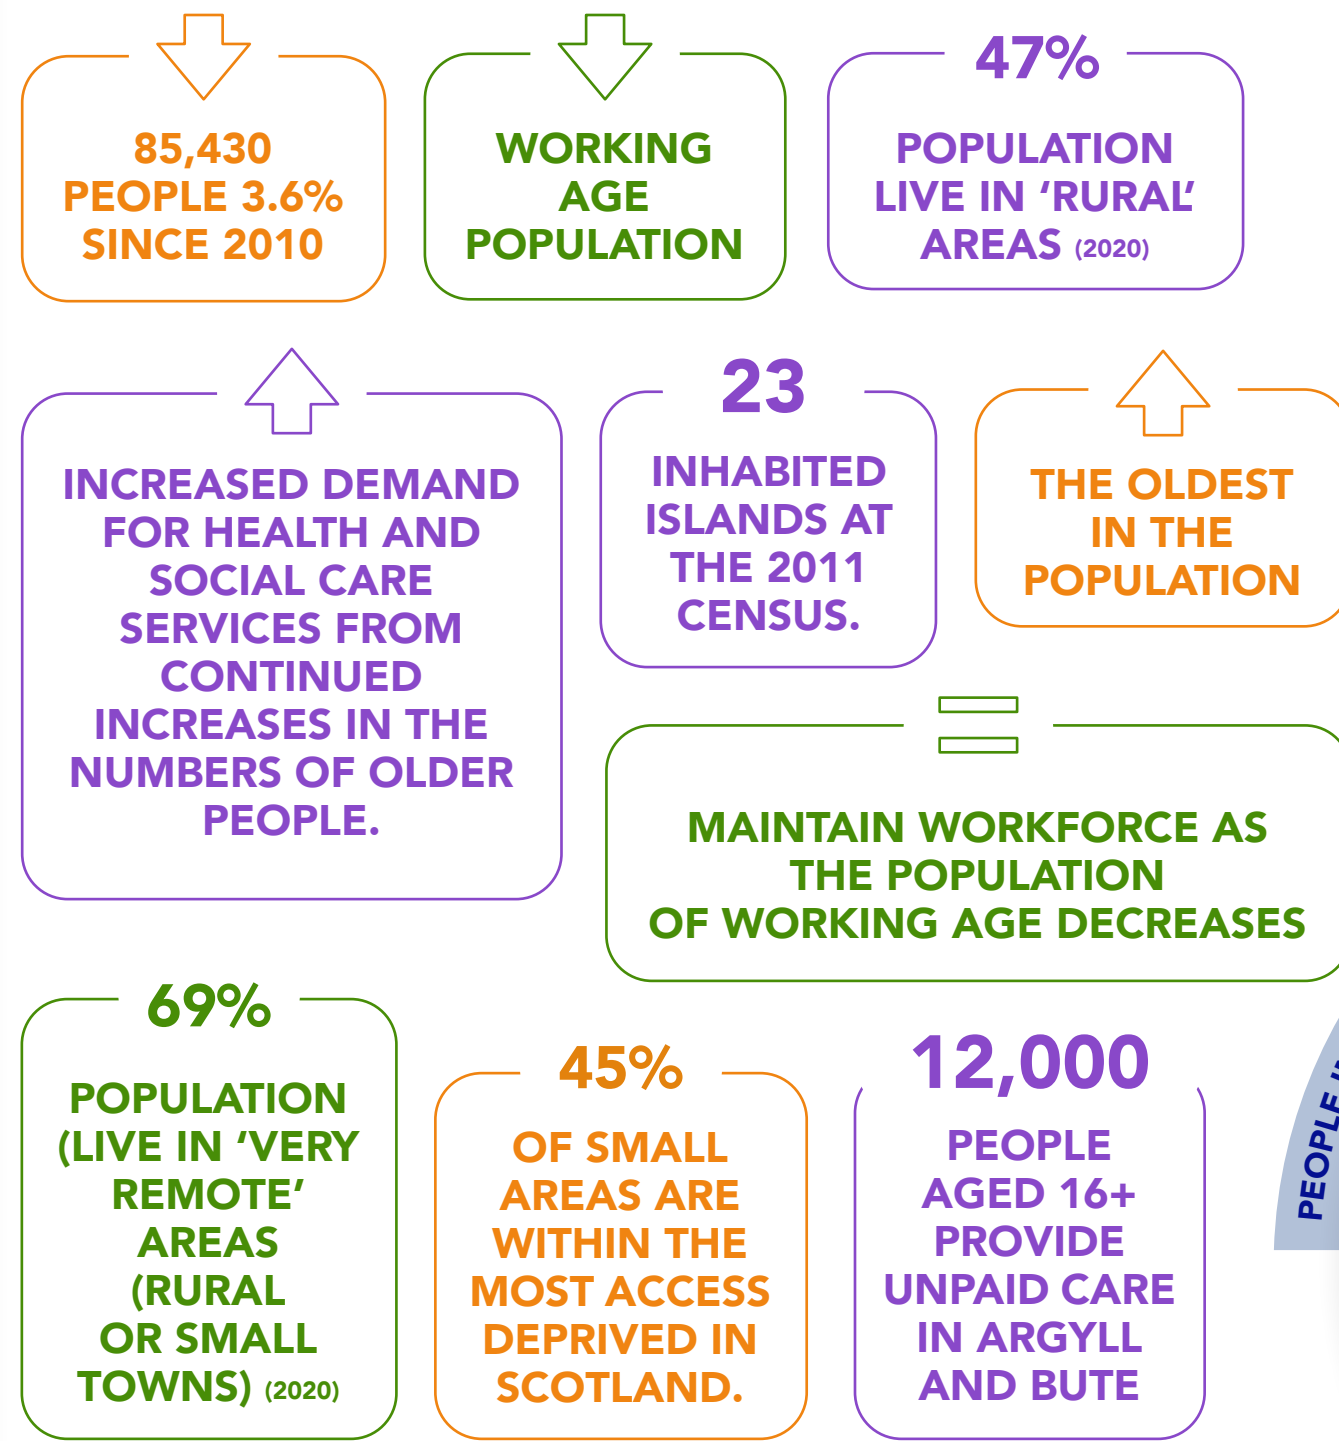 85,430
PEOPLE 3.6%
SINCE 2010
WORKING
AGE
POPULATION
47%
POPULATION
LIVE IN ‘RURAL’
AREAS (2020)
INCREASED DEMAND
FOR HEALTH AND
SOCIAL CARE
SERVICES FROM
CONTINUED
INCREASES IN THE
NUMBERS OF OLDER
PEOPLE.
23
INHABITED
ISLANDS AT
THE 2011
CENSUS.
THE OLDEST
IN THE
POPULATION
MAINTAIN WORKFORCE AS
THE POPULATION
OF WORKING AGE DECREASES
69%
POPULATION
(LIVE IN ‘VERY
REMOTE’
AREAS
(RURAL
OR SMALL
TOWNS) (2020)
45%
OF SMALL
AREAS ARE
WITHIN THE
MOST ACCESS
DEPRIVED IN
SCOTLAND.
12,000
PEOPLE
AGED 16+
PROVIDE
UNPAID CARE
IN ARGYLL
AND BUTE
PEOPLE